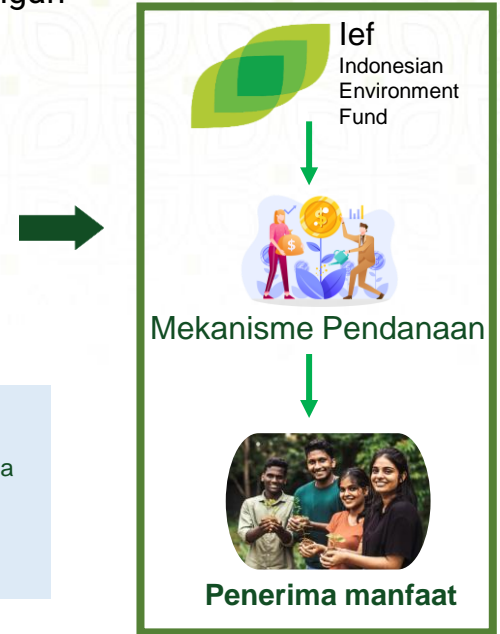 Ief
Indonesian
Environment
Fund
Mekanisme Pendanaan
a
Penerima manfaat